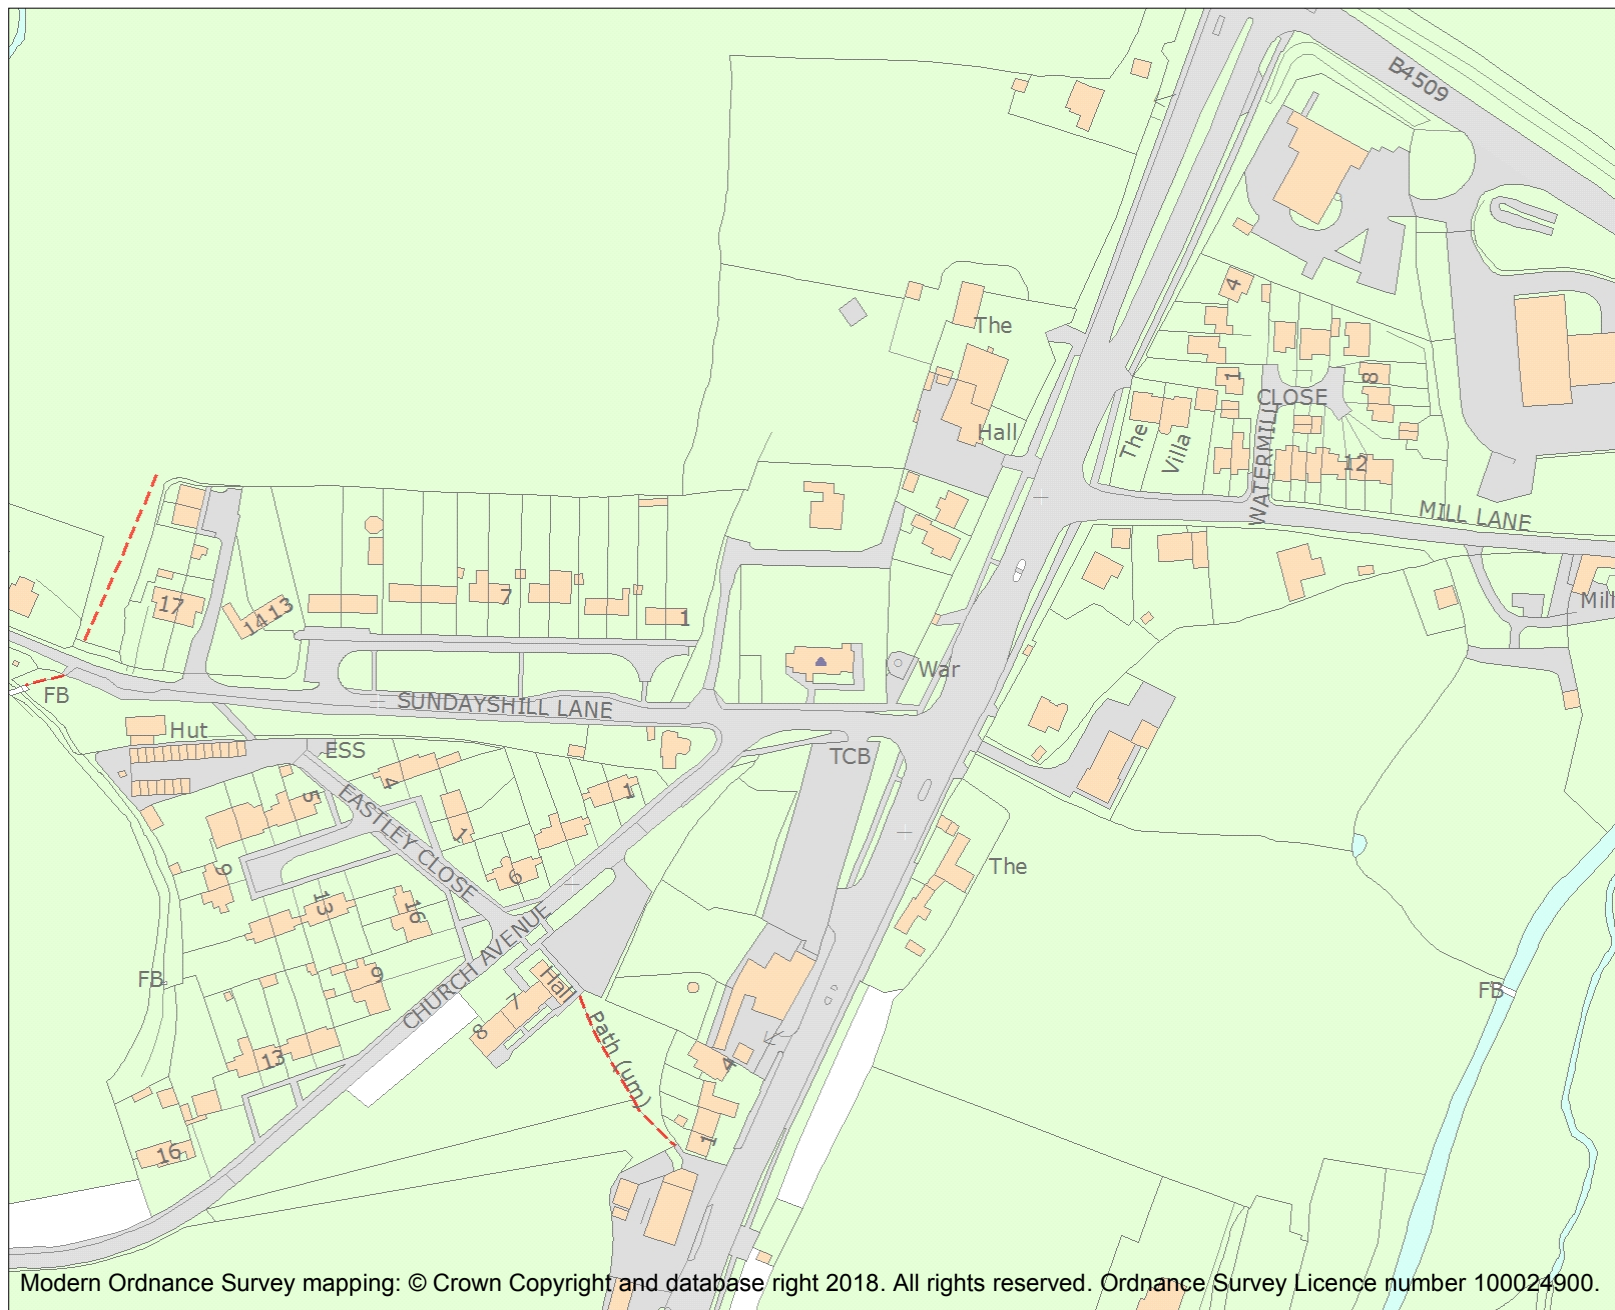 B4509
The
Hall
4
1
8
CLOSE
The
Villa
WATERMILL
12
MILL LANE
Mill
17
14 13
7
1
War
FB
SUNDAYSHILL LANE
Hut
ESS
TCB
4
5
1
1
EASTLEY CLOSE
6
9
13
16
The
CHURCH AVENUE
FB
9
Hall
7
8
FB
Path (um)
13
4
1
16
Modern Ordnance Survey mapping: © Crown Copyright and database right 2018. All rights reserved. Ordnance Survey Licence number 100024900.